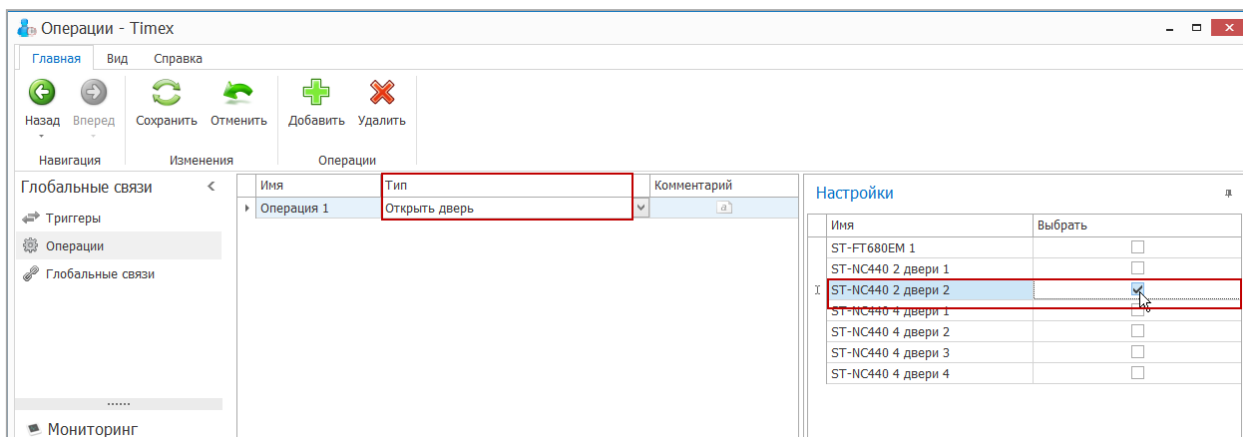 Операции - Timex
Главная Вид Справка
Назад Вперед Сохранить Отменить Добавить Удалить
Навигация Изменения Операции
Глобальные связи
Триггеры
Операции
Глобальные связи
Мониторинг
Имя Тип Комментарий
Операция 1 Открыть дверь a
Настройки
Имя Выбрать
ST-FT680EM 1
ST-NC440 2 двери 1
ST-NC440 2 двери 2
ST-NC440 4 двери 1
ST-NC440 4 двери 2
ST-NC440 4 двери 3
ST-NC440 4 двери 4